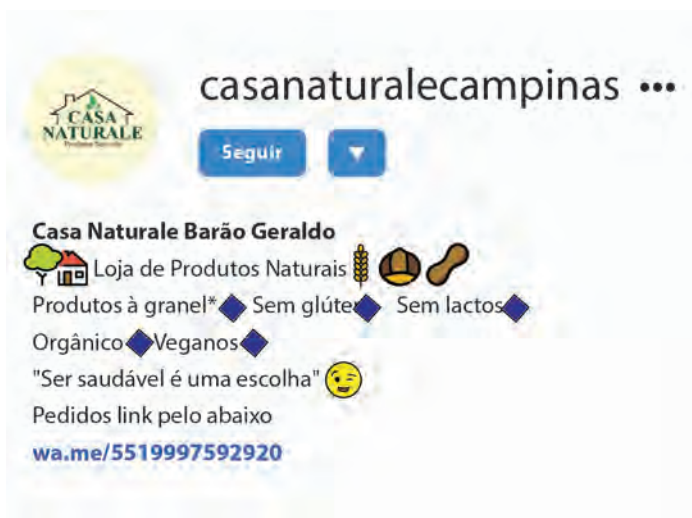 casanaturalecampinas •••
CASA
NATURALE
Seguir
Casa Naturale Barão Geraldo
Loja de Produtos Naturais
Produtos à granel* Sem glúten Sem lactos
Orgânico Veganos
"Ser saudável é uma escolha"
Pedidos link pelo abaixo
wa.me/5519997592920